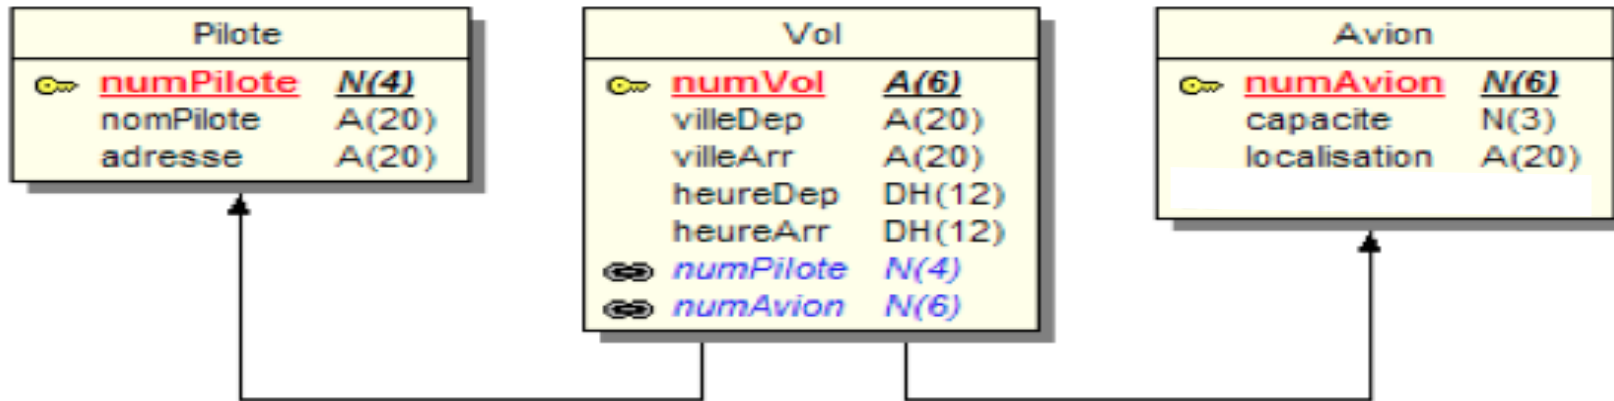 Pilote
numPilote N(4)
nomPilote A(20)
adresse A(20)
Vol
numVol A(6)
villeDep A(20)
villeArr A(20)
heureDep DH(12)
heureArr DH(12)
numPilote N(4)
numAvion N(6)
Avion
numAvion N(6)
capacite N(3)
localisation A(20)